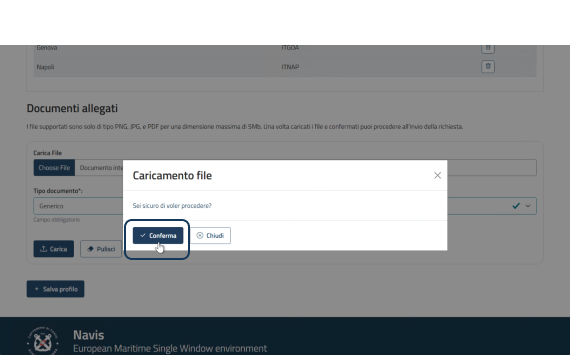 Genova ITGOA
Napoli ITNAP
Documenti allegati
I file supportati sono solo di tipo PNG, JPG, e PDF per una dimensione massima di 5Mb. Una volta caricati i file e confermati puoi procedere all'invio della richiesta.
Carica File
Choose File Documento inte
Caricamento file
Tipo documento*:
Sei sicuro di voler procedere?
Generico
Campo obbligatorio
Conferma Chiudi
Carica Pulisci
+ Salva profilo
Navis
European Maritime Single Window environment